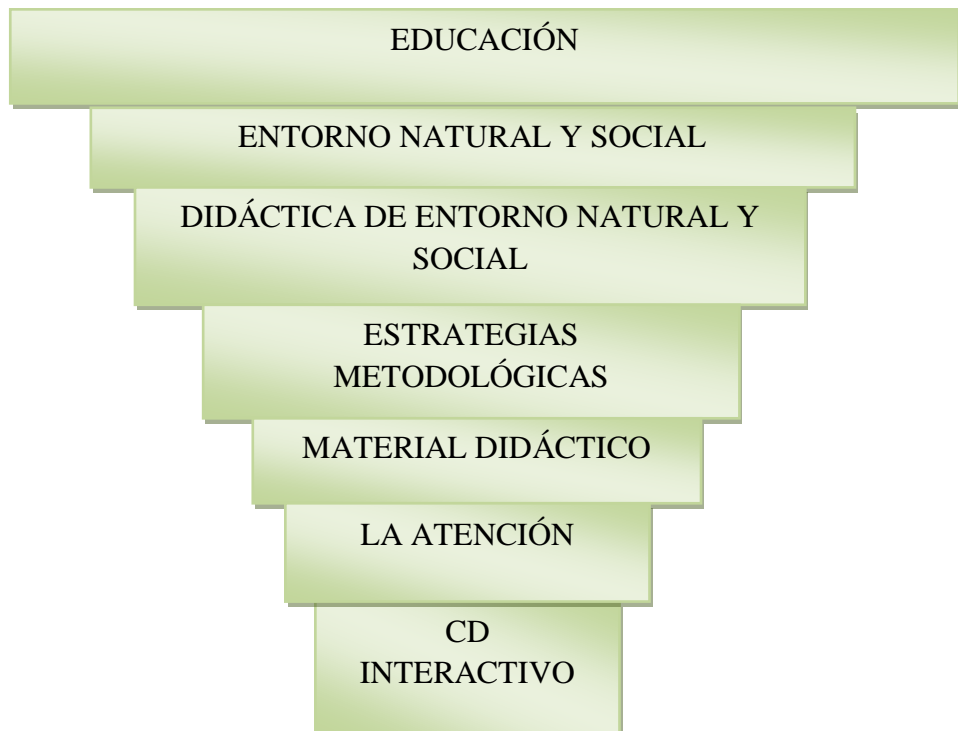 EDUCACIÓN
ENTORNO NATURAL Y SOCIAL
DIDÁCTICA DE ENTORNO NATURAL Y
SOCIAL
ESTRATEGIAS
METODOLÓGICAS
MATERIAL DIDÁCTICO
LA ATENCIÓN
CD
INTERACTIVO